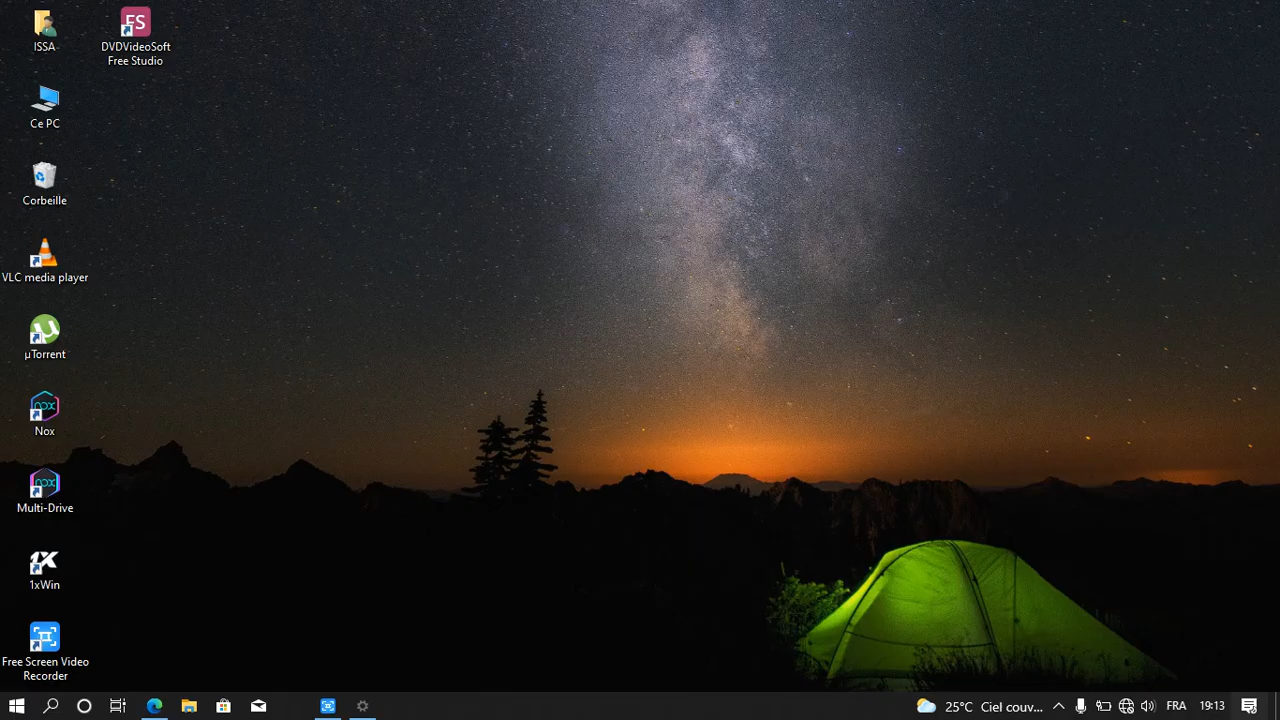 ISSA
DVDVideoSoft
Free Studio
Ce PC
Corbeille
VLC media player
µTorrent
Nox
Multi-Drive
1xWin
Free Screen Video
Recorder
25°C Ciel couv...
FRA
19:13